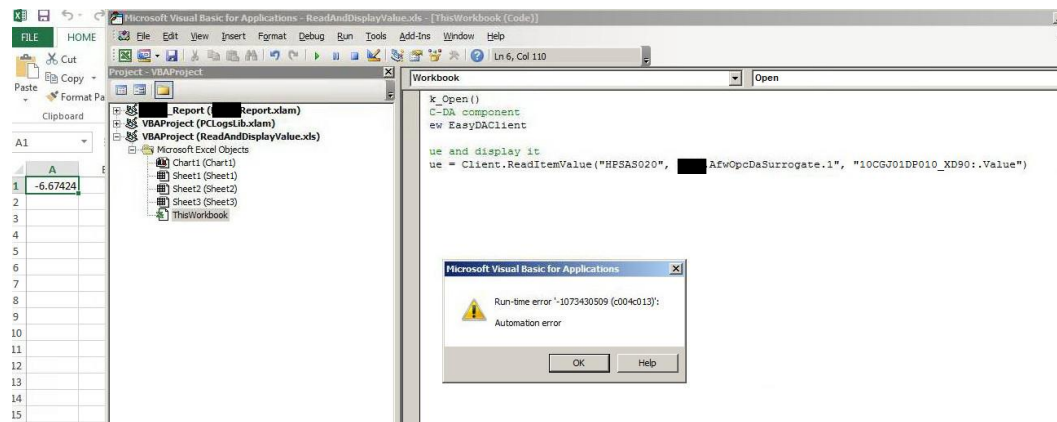 Microsoft Visual Basic for Applications - ReadAndDisplayValue.xls - [ThisWorkbook (Code)]
FILE HOME
File Edit View Insert Format Debug Run Tools Add-Ins Window Help
Cut
Copy
Paste
Format Pa
Clipboard
Ln 6, Col 110
Project - VBAProject
Workbook
Open
_Report ( Report.xlam)
VBAProject (PCLogsLib.xlam)
VBAProject (ReadAndDisplayValue.xls)
Microsoft Excel Objects
Chart1 (Chart1)
Sheet1 (Sheet1)
Sheet2 (Sheet2)
Sheet3 (Sheet3)
ThisWorkbook
k_Open()
C-DA component
ew EasyDAClient
ue and display it
ue = Client.ReadItemValue("HPSAS020", .AfwOpcDaSurrogate.1", "10CGJ01DP010_XD90:.Value")
A1
A
1 -6.67424
2
3
4
5
6
7
8
9
10
11
12
13
14
15
Microsoft Visual Basic for Applications
Run-time error '-1073430509 (c004c013)':
Automation error
OK Help